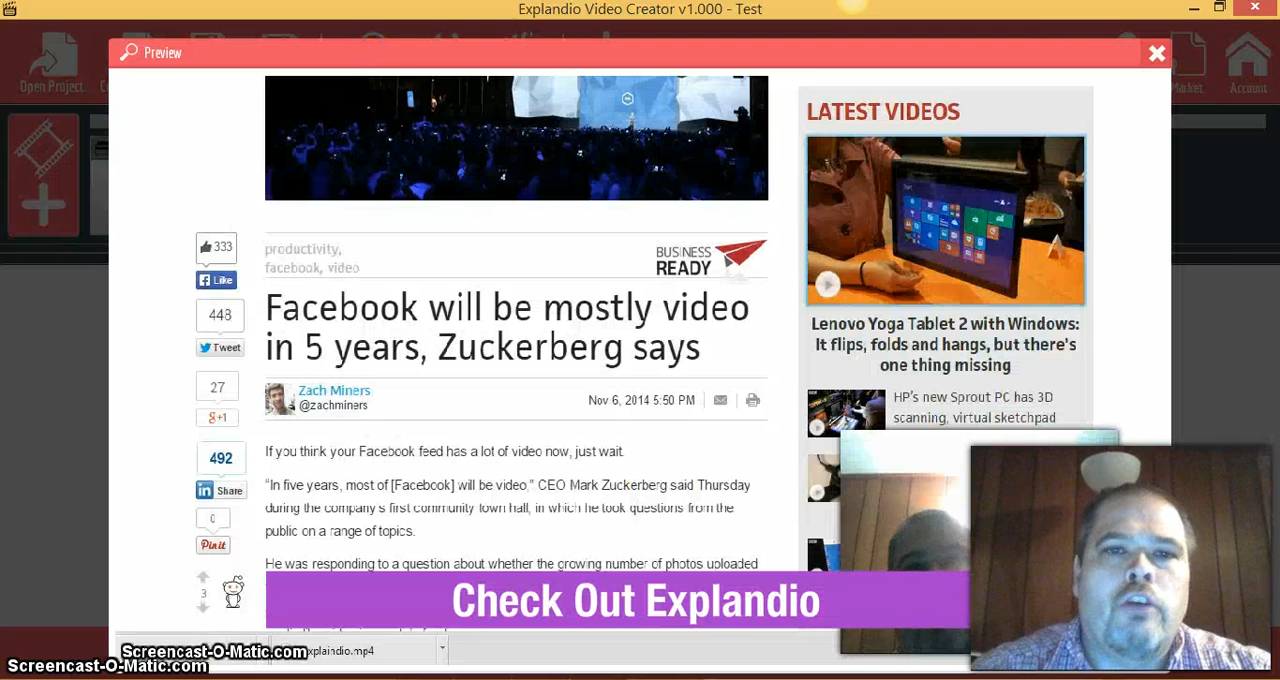 Explandio Video Creator v1.000 - Test
Open Project
Market
Account
Preview
LATEST VIDEOS
333
Like
448
Tweet
27
g+1
492
in Share
0
Pin it
3
productivity,
facebook, video
BUSINESS
READY
Facebook will be mostly video
in 5 years, Zuckerberg says
Zach Miners
@zachminers
Nov 6, 2014 5:50 PM
If you think your Facebook feed has a lot of video now, just wait.
“In five years, most of [Facebook] will be video,” CEO Mark Zuckerberg said Thursday
during the company's first community town hall, in which he took questions from the
public on a range of topics.
He was responding to a question about whether the growing number of photos uploaded
Lenovo Yoga Tablet 2 with Windows:
It flips, folds and hangs, but there's
one thing missing
HP's new Sprout PC has 3D
scanning, virtual sketchpad
Check Out Explandio
explaindio.mp4
Screencast-O-Matic.com
Screencast-O-Matic.com